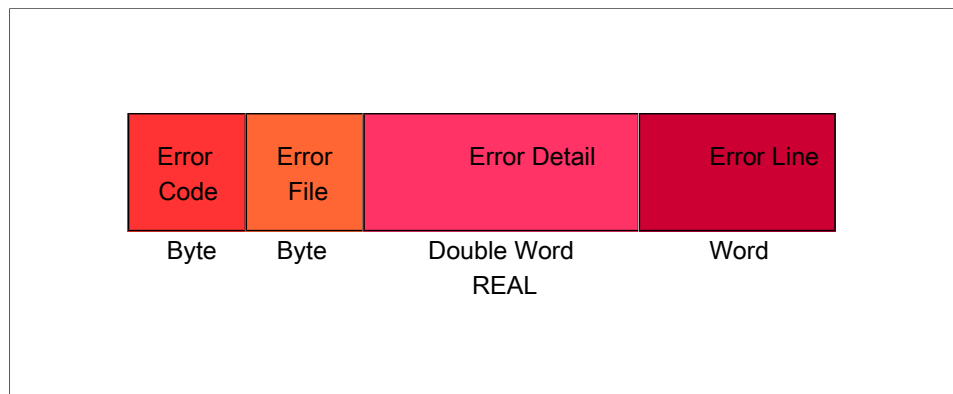 Error Code
Error File
Error Detail
Error Line
Byte
Byte
Double Word
REAL
Word